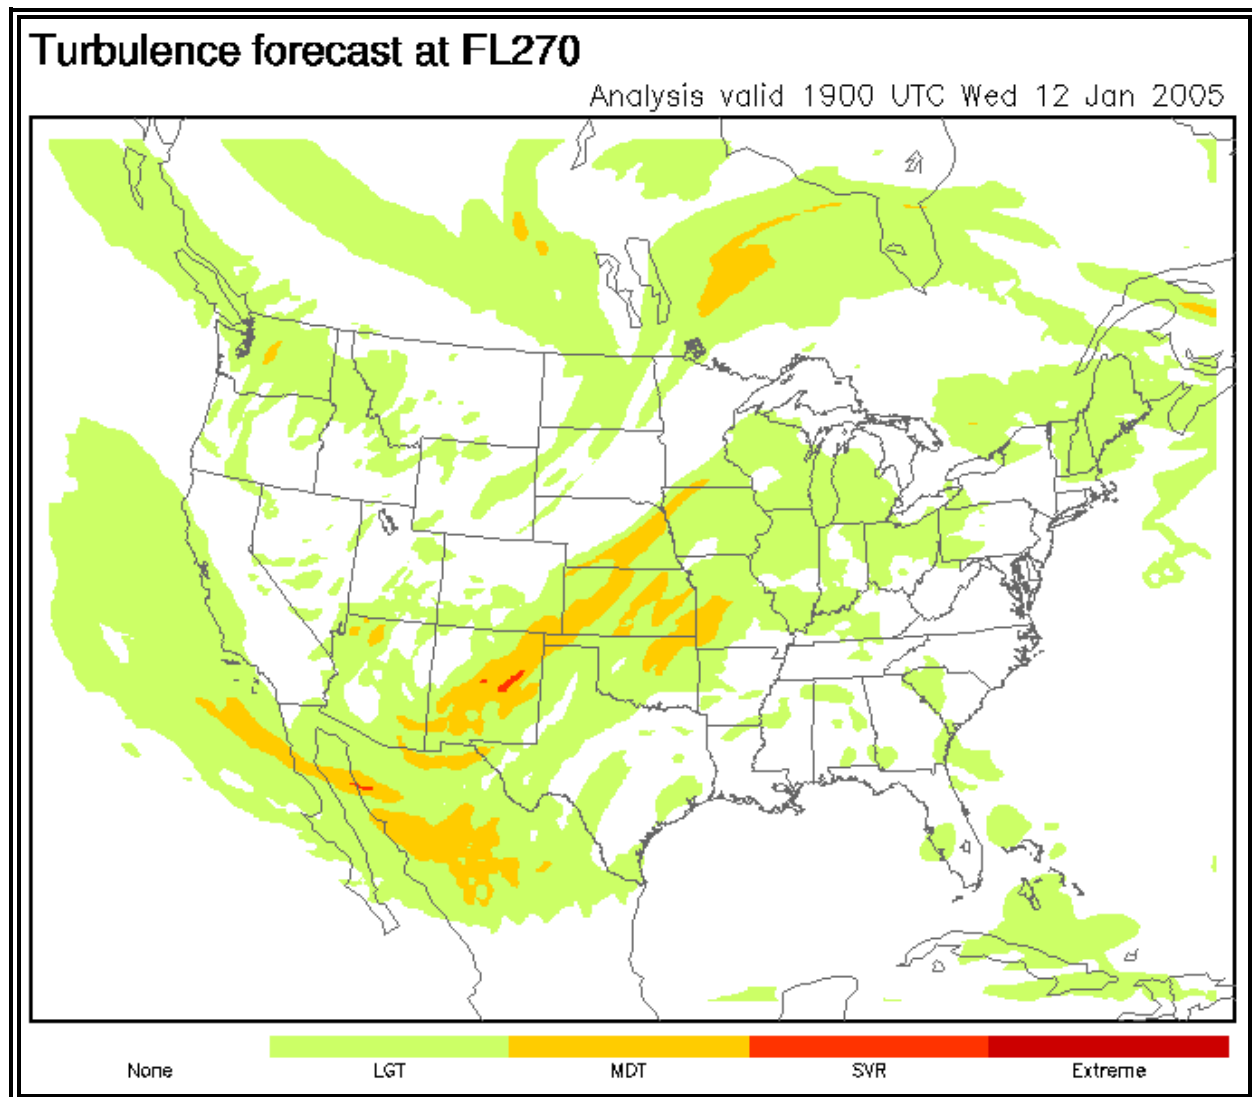 Turbulence forecast at FL270
Analysis valid 1900 UTC Wed 12 Jan 2005
None LGT MDT SVR Extreme